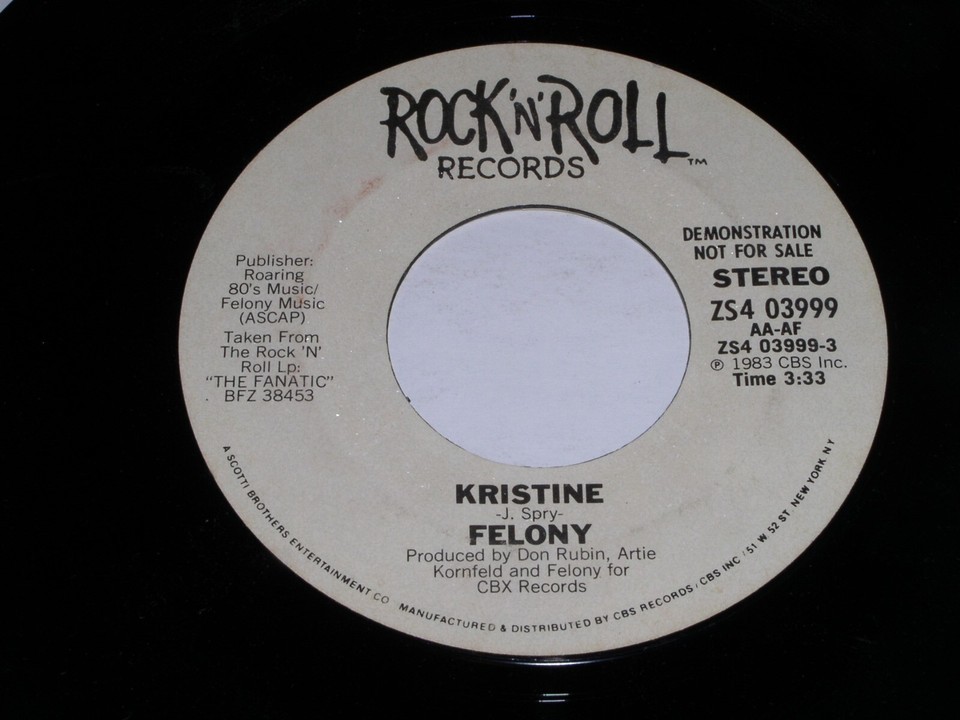 ROCK 'N' ROLL™
RECORDS
Publisher:
Roaring
80's Music/
Felony Music
(ASCAP)
Taken From
The Rock 'N'
Roll Lp:
"THE FANATIC"
BFZ 38453
DEMONSTRATION
NOT FOR SALE
STEREO
ZS4 03999
AA-AF
ZS4 03999-3
℗ 1983 CBS Inc.
Time 3:33
KRISTINE
-J. Spry-
FELONY
Produced by Don Rubin, Artie
Kornfeld and Felony for
CBX Records
A SCOTTI BROTHERS ENTERTAINMENT CO MANUFACTURED & DISTRIBUTED BY CBS RECORDS / CBS INC / 51 W 52 ST NEW YORK NY